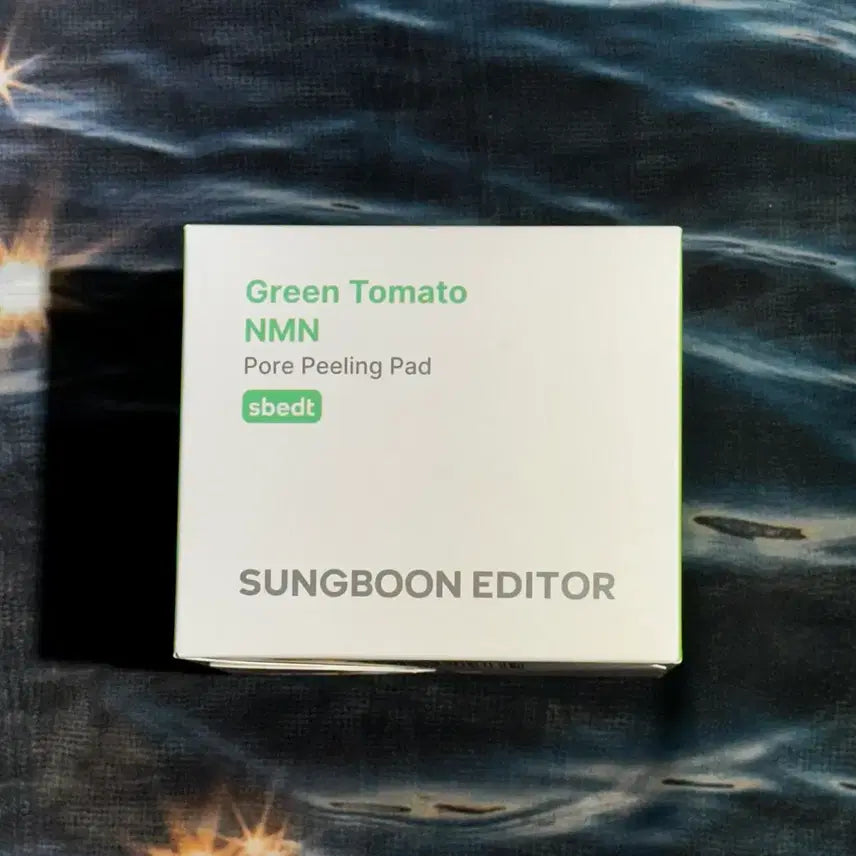 Green Tomato
NMN
Pore Peeling Pad
sbedt
SUNGBOON EDITOR